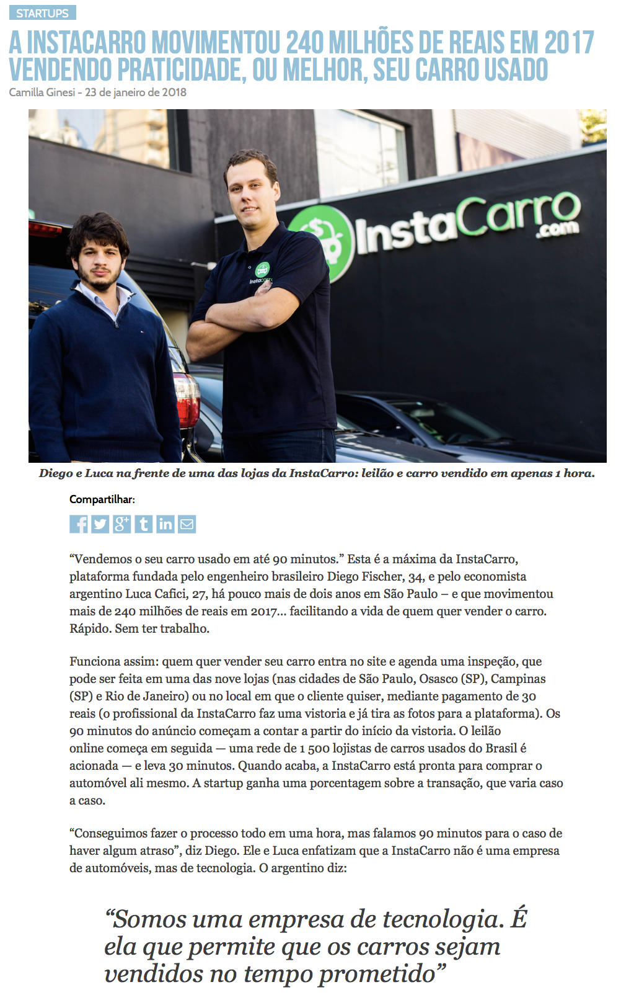 STARTUPS
A INSTACARRO MOVIMENTOU 240 MILHÕES DE REAIS EM 2017
VENDENDO PRATICIDADE, OU MELHOR, SEU CARRO USADO
Camilla Ginesi - 23 de janeiro de 2018
InstaCarro
.com
InstaCarro
Diego e Luca na frente de uma das lojas da InstaCarro: leilão e carro vendido em apenas 1 hora.
Compartilhar:
“Vendemos o seu carro usado em até 90 minutos.” Esta é a máxima da InstaCarro,
plataforma fundada pelo engenheiro brasileiro Diego Fischer, 34, e pelo economista
argentino Luca Cafici, 27, há pouco mais de dois anos em São Paulo – e que movimentou
mais de 240 milhões de reais em 2017… facilitando a vida de quem quer vender o carro.
Rápido. Sem ter trabalho.
Funciona assim: quem quer vender seu carro entra no site e agenda uma inspeção, que
pode ser feita em uma das nove lojas (nas cidades de São Paulo, Osasco (SP), Campinas
(SP) e Rio de Janeiro) ou no local em que o cliente quiser, mediante pagamento de 30
reais (o profissional da InstaCarro faz uma vistoria e já tira as fotos para a plataforma). Os
90 minutos do anúncio começam a contar a partir do início da vistoria. O leilão
online começa em seguida — uma rede de 1 500 lojistas de carros usados do Brasil é
acionada — e leva 30 minutos. Quando acaba, a InstaCarro está pronta para comprar o
automóvel ali mesmo. A startup ganha uma porcentagem sobre a transação, que varia caso
a caso.
“Conseguimos fazer o processo todo em uma hora, mas falamos 90 minutos para o caso de
haver algum atraso”, diz Diego. Ele e Luca enfatizam que a InstaCarro não é uma empresa
de automóveis, mas de tecnologia. O argentino diz:
“Somos uma empresa de tecnologia. É
ela que permite que os carros sejam
vendidos no tempo prometido”